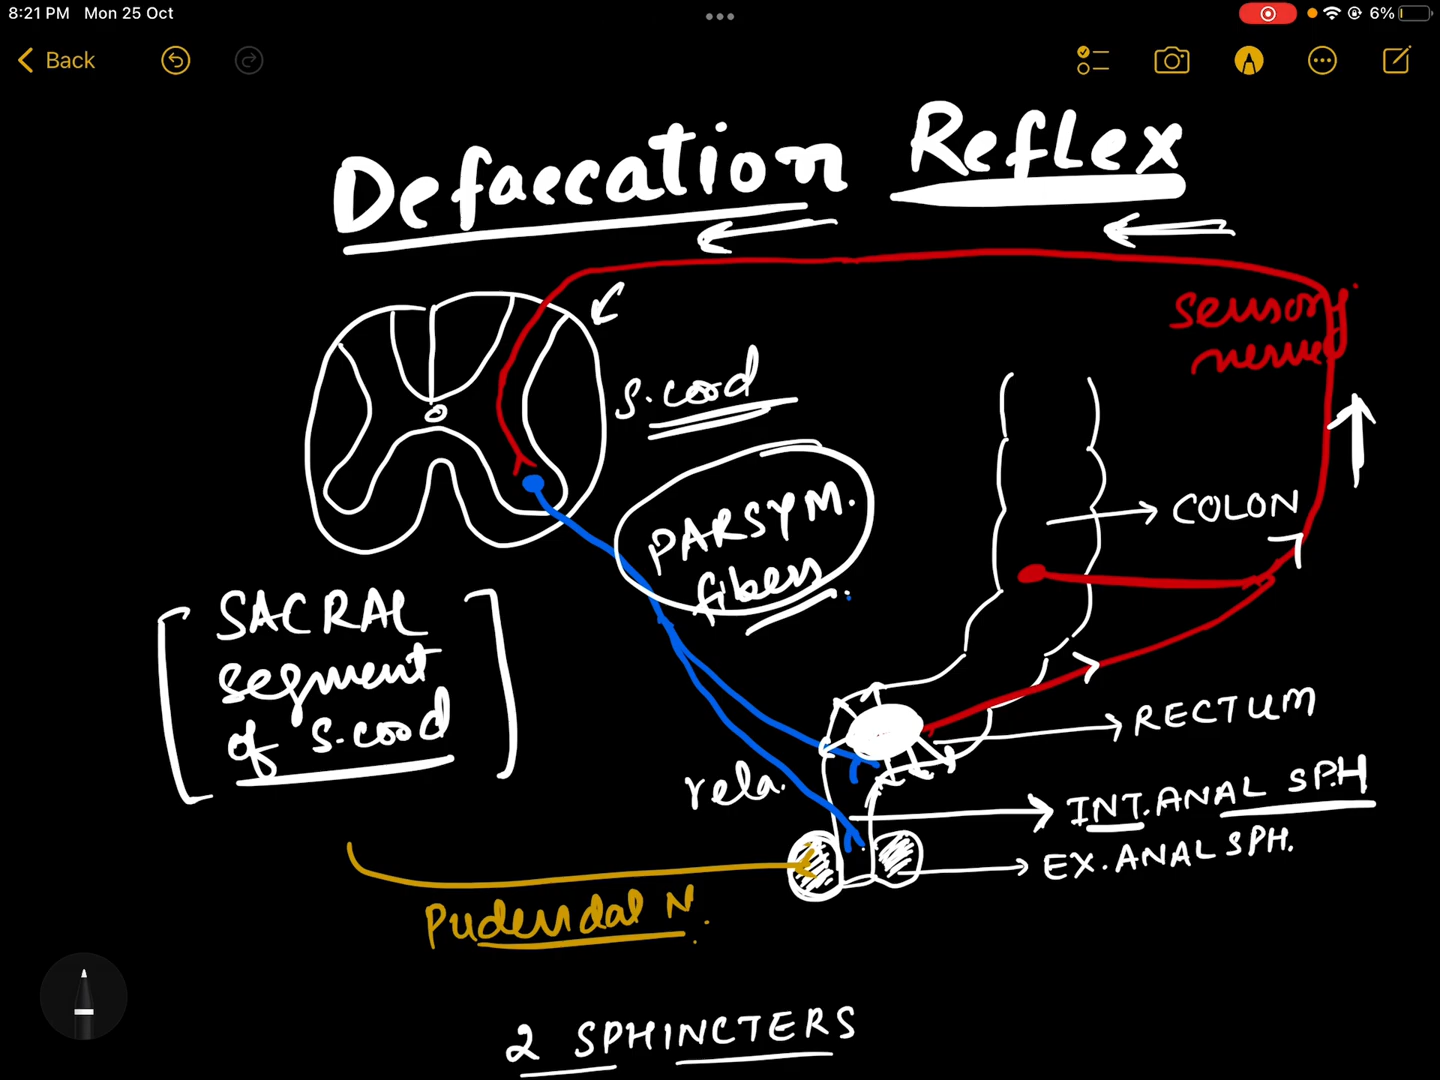 8:21 PM Mon 25 Oct
6%
Back
Defaecation Reflex
sensory
nerve
S.cord
PARSYM.
fibers
COLON
SACRAL
segment
of S.cord
RECTUM
rela.
INT. ANAL SP.H
EX. ANAL SPH.
Pudendal N.
2 SPHINCTERS